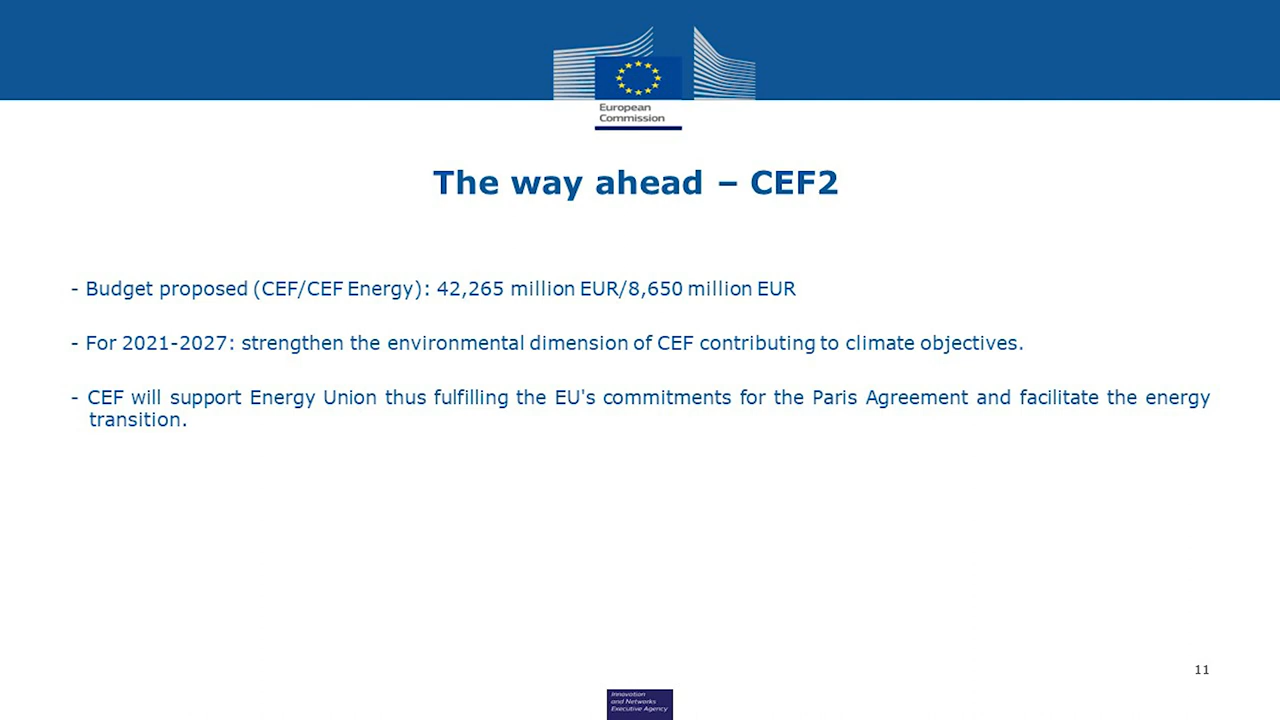 European
Commission
The way ahead – CEF2
- Budget proposed (CEF/CEF Energy): 42,265 million EUR/8,650 million EUR
- For 2021-2027: strengthen the environmental dimension of CEF contributing to climate objectives.
- CEF will support Energy Union thus fulfilling the EU's commitments for the Paris Agreement and facilitate the energy
transition.
11
Innovation
and Networks
Executive Agency